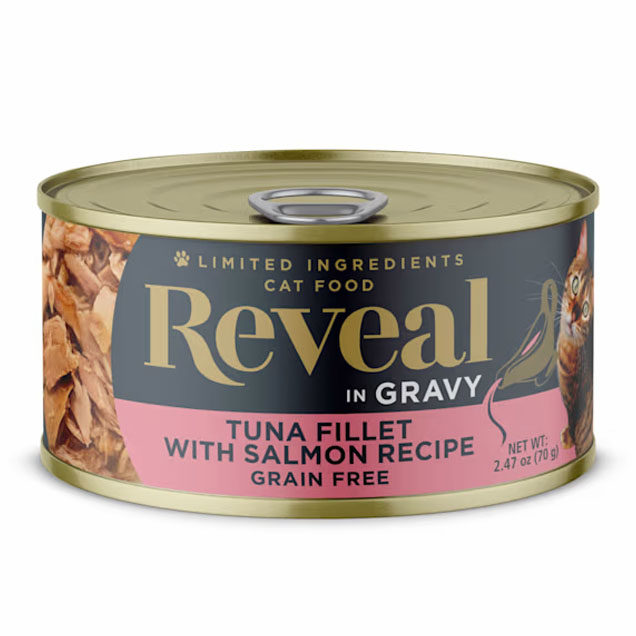 LIMITED INGREDIENTS
CAT FOOD
Reveal
IN GRAVY
TUNA FILLET
WITH SALMON RECIPE
GRAIN FREE
NET WT:
2.47 oz (70 g)